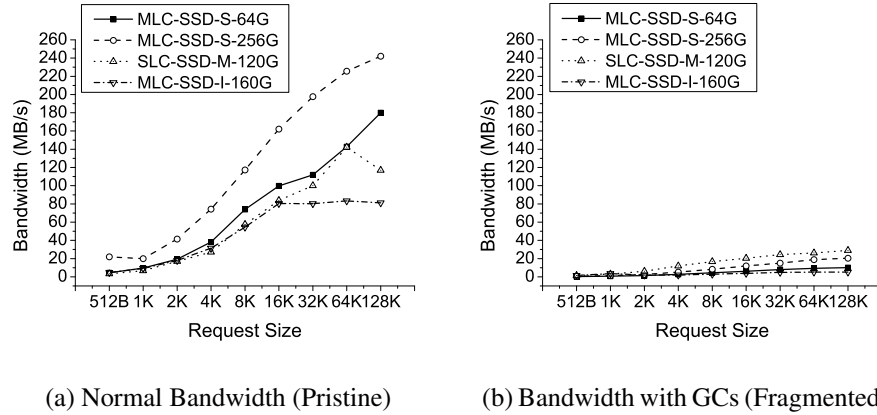 MLC-SSD-S-64G
MLC-SSD-S-256G
SLC-SSD-M-120G
MLC-SSD-I-160G
260
240
220
200
180
160
140
120
100
80
60
40
20
0
Bandwidth (MB/s)
512B 1K 2K 4K 8K 16K 32K 64K 128K
Request Size
(a) Normal Bandwidth (Pristine)
MLC-SSD-S-64G
MLC-SSD-S-256G
SLC-SSD-M-120G
MLC-SSD-I-160G
260
240
220
200
180
160
140
120
100
80
60
40
20
0
Bandwidth (MB/s)
512B 1K 2K 4K 8K 16K 32K 64K 128K
Request Size
(b) Bandwidth with GCs (Fragmented